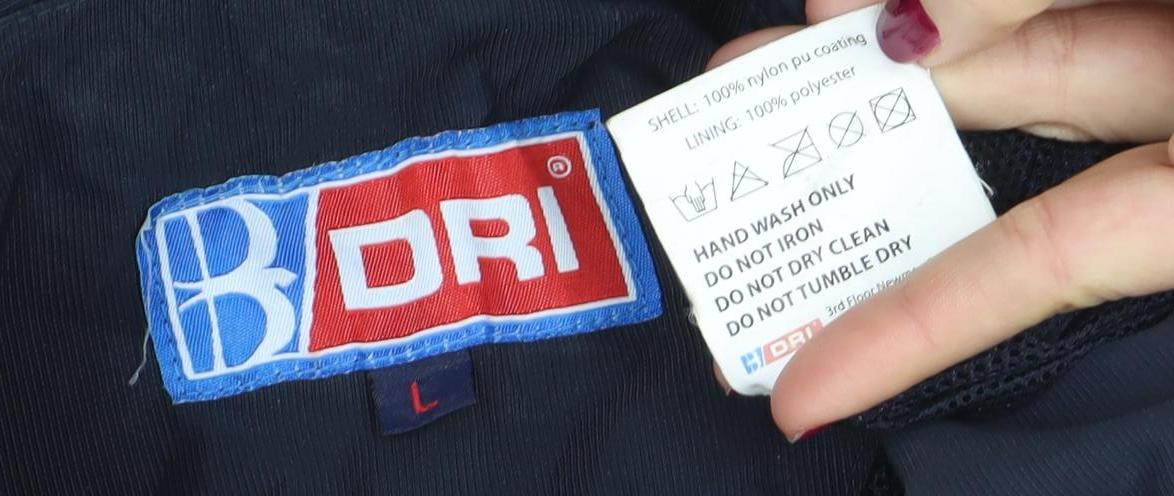 B DRI ®
L
SHELL: 100% nylon pu coating
LINING: 100% polyester
HAND WASH ONLY
DO NOT IRON
DO NOT DRY CLEAN
DO NOT TUMBLE DRY
3rd Floor
B/DRI